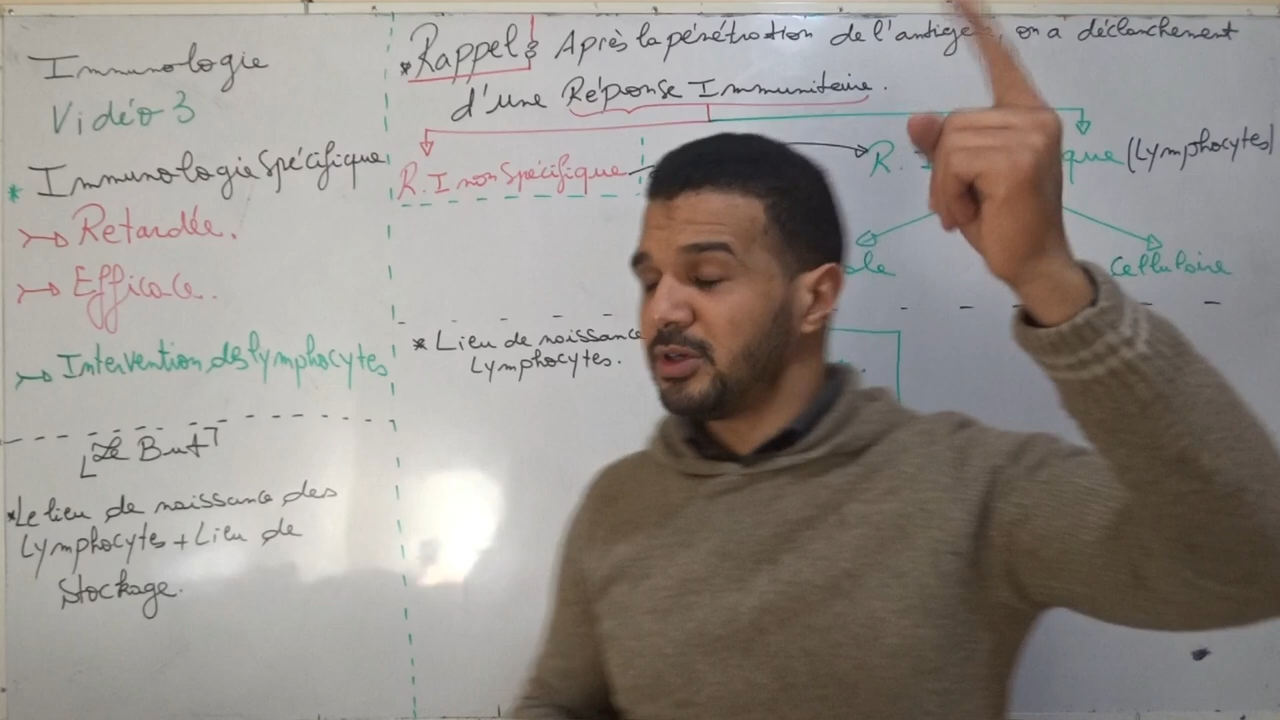 Immunologie
Vidéo 3
* Immunologie Spécifique
Retardée.
Efficace.
Intervention des lymphocytes
Le But
* Le lieu de naissance des
Lymphocytes + Lieu de
Stockage.
* Rappel : Après la pénétration de l'antigè , on a déclanchement
d'une Réponse Immunitaire.
R. I non Spécifique
R. I que (Lymphocytes)
ale
Cellulaire
* Lieu de naissance
Lymphocytes.